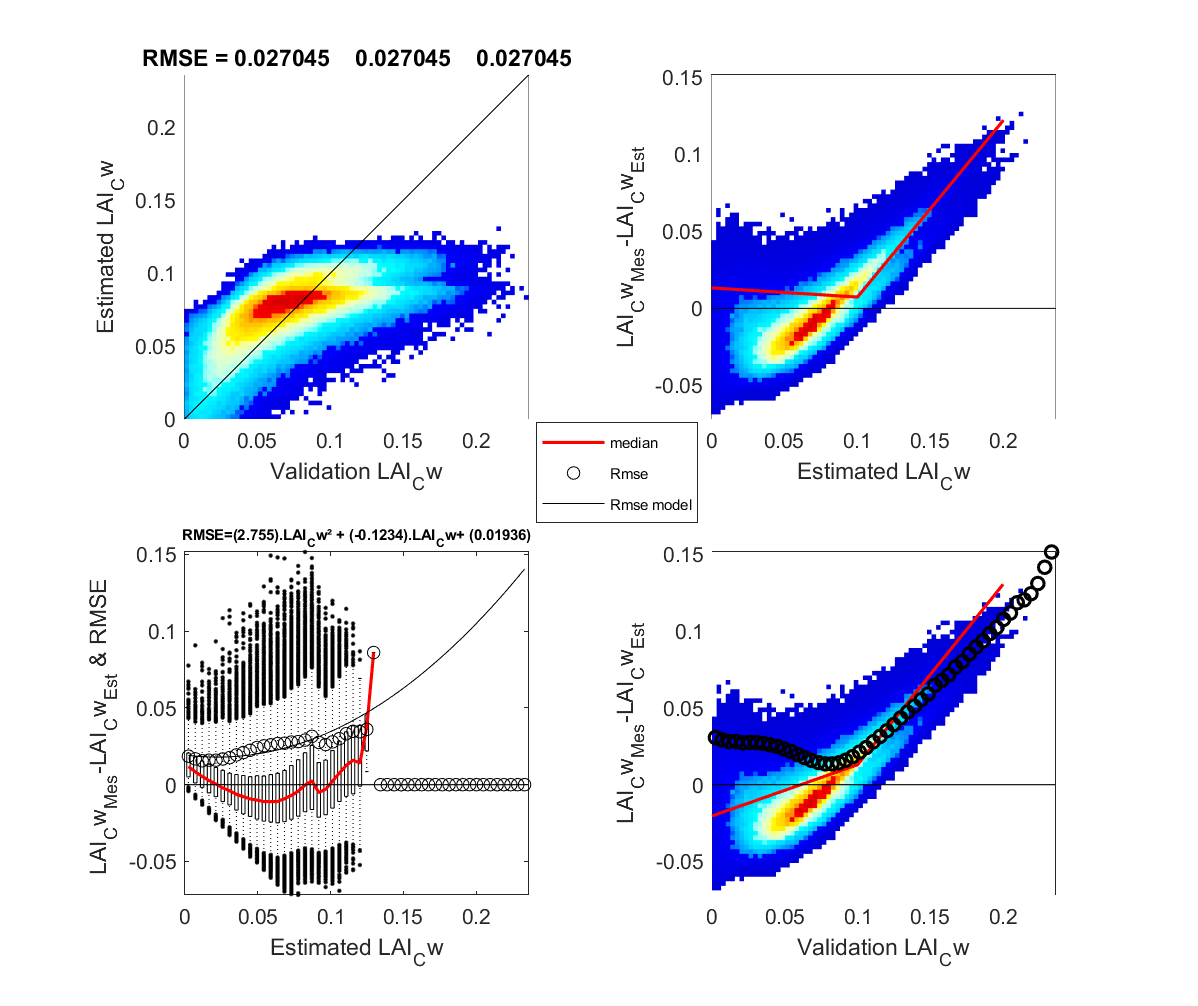 RMSE = 0.027045 0.027045 0.027045
Estimated LAI_Cw
0.2
0.15
0.1
0.05
0
0 0.05 0.1 0.15 0.2
Validation LAI_Cw
LAI_Cw_Mes-LAI_Cw_Est
0.15
0.1
0.05
0
-0.05
0 0.05 0.1 0.15 0.2
Estimated LAI_Cw
median
Rmse
Rmse model
RMSE=(2.755).LAI_Cw² + (-0.1234).LAI_Cw+ (0.01936)
LAI_Cw_Mes-LAI_Cw_Est & RMSE
0.15
0.1
0.05
0
-0.05
0 0.05 0.1 0.15 0.2
Estimated LAI_Cw
LAI_Cw_Mes-LAI_Cw_Est
0.15
0.1
0.05
0
-0.05
0 0.05 0.1 0.15 0.2
Validation LAI_Cw